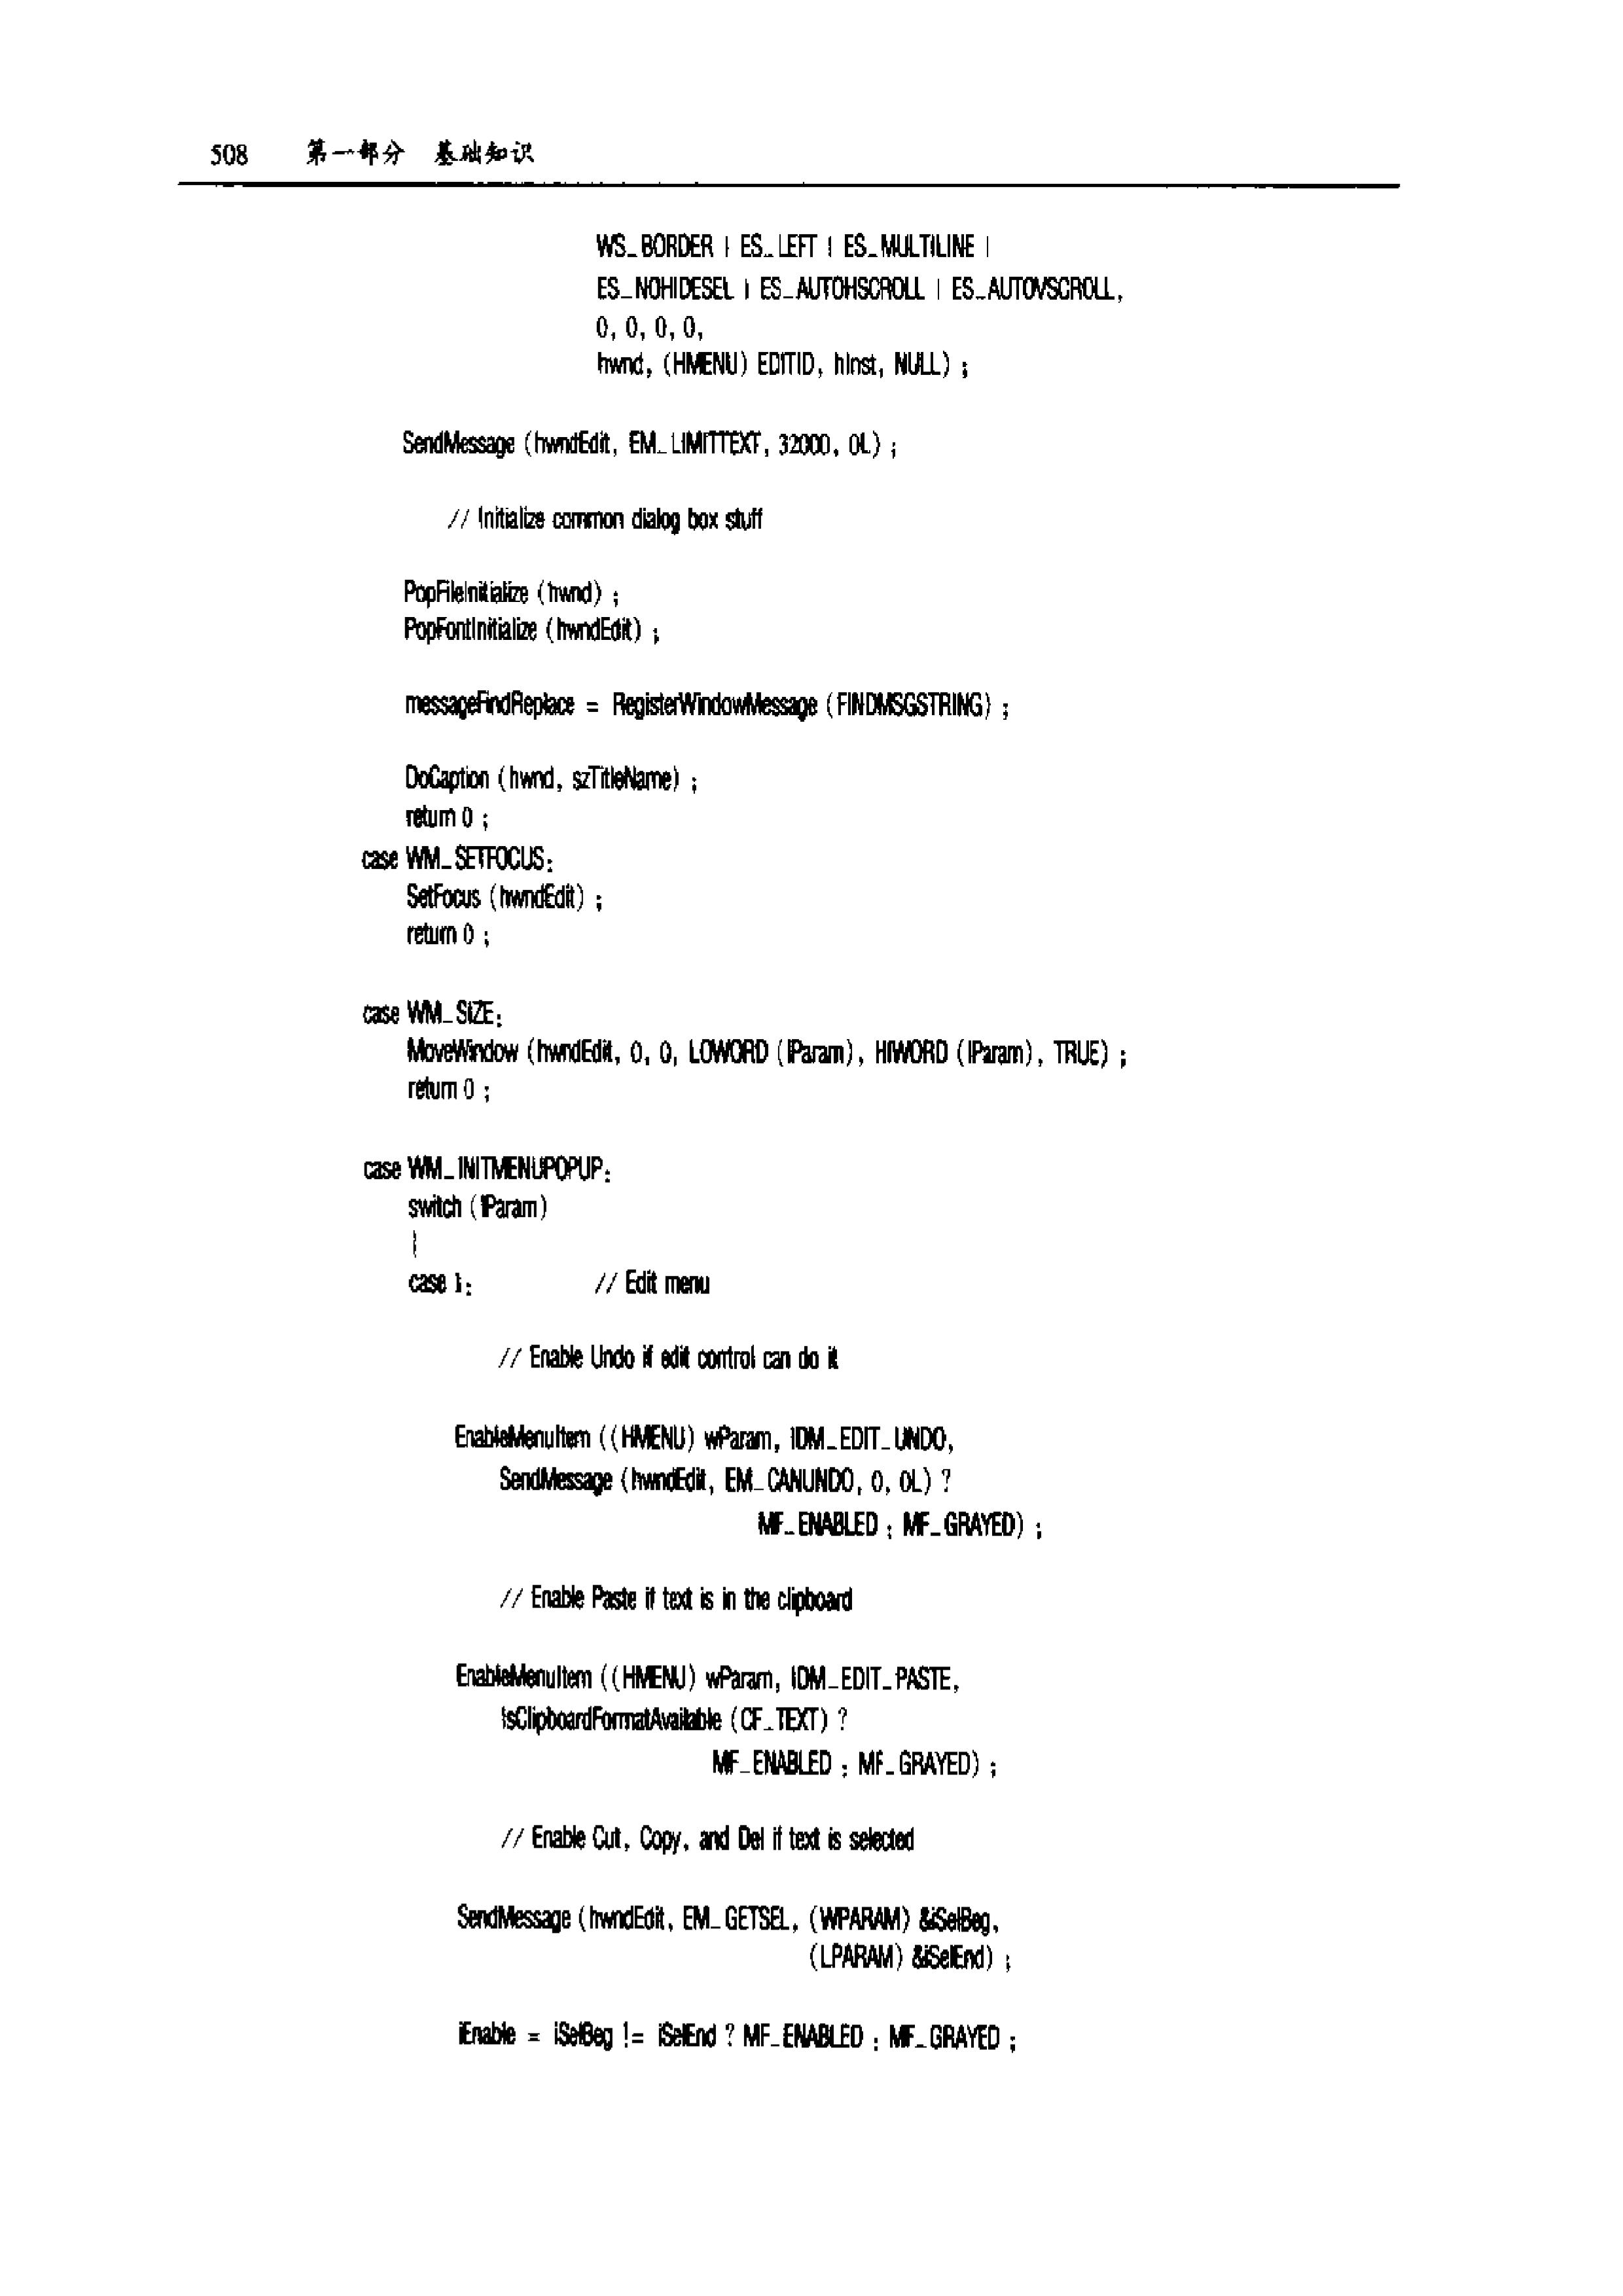 508 第一部分 基础知识
WS_BORDER | ES_LEFT | ES_MULTILINE |
ES_NOHIDESEL | ES_AUTOHSCROLL | ES_AUTOVSCROLL,
0, 0, 0, 0,
hwnd, (HMENU) EDITID, hInst, NULL) ;
SendMessage (hwndEdit, EM_LIMITTEXT, 32000, 0L) ;
// Initialize common dialog box stuff
PopFileInitialize (hwnd) ;
PopFontInitialize (hwndEdit) ;
messageFindReplace = RegisterWindowMessage (FINDMSGSTRING) ;
DoCaption (hwnd, szTitleName) ;
return 0 ;
case WM_SETFOCUS:
SetFocus (hwndEdit) ;
return 0 ;
case WM_SIZE:
MoveWindow (hwndEdit, 0, 0, LOWORD (lParam), HIWORD (lParam), TRUE) ;
return 0 ;
case WM_INITMENUPOPUP:
switch (lParam)
{
case 1: // Edit menu
// Enable Undo if edit control can do it
EnableMenuItem ((HMENU) wParam, IDM_EDIT_UNDO,
SendMessage (hwndEdit, EM_CANUNDO, 0, 0L) ?
MF_ENABLED : MF_GRAYED) ;
// Enable Paste if text is in the clipboard
EnableMenuItem ((HMENU) wParam, IDM_EDIT_PASTE,
IsClipboardFormatAvailable (CF_TEXT) ?
MF_ENABLED : MF_GRAYED) ;
// Enable Cut, Copy, and Del if text is selected
SendMessage (hwndEdit, EM_GETSEL, (WPARAM) &iSelBeg,
(LPARAM) &iSelEnd) ;
iEnable = iSelBeg != iSelEnd ? MF_ENABLED : MF_GRAYED ;